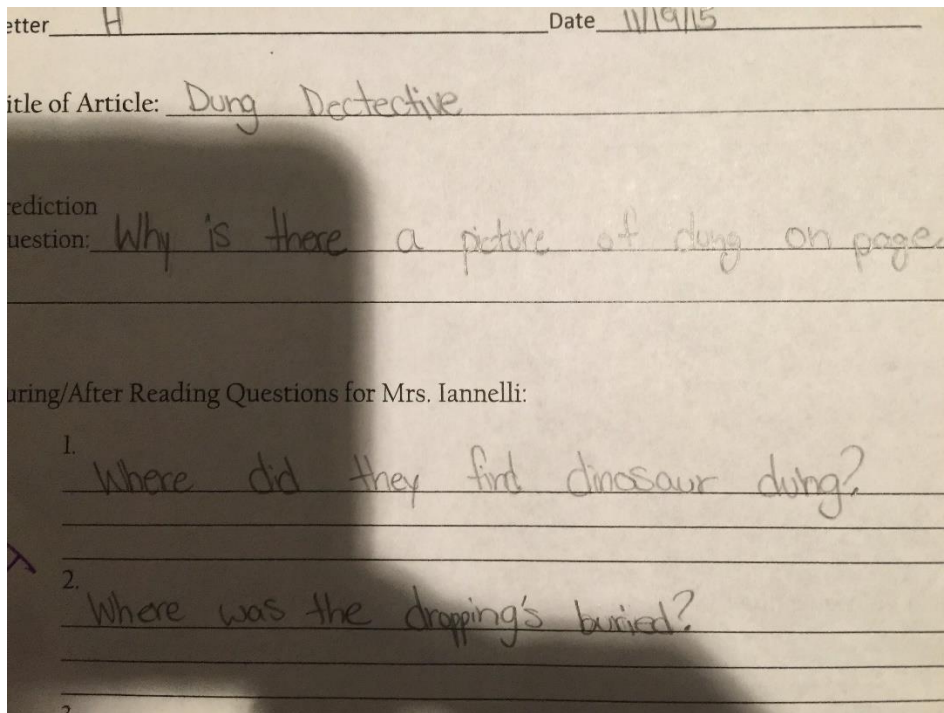 etter H Date 11/19/15
itle of Article: Dung Dectective
rediction
uestion: Why is there a picture of dung on page
uring/After Reading Questions for Mrs. Iannelli:
1.
Where did they find dinosaur dung?
2.
Where was the dropping's buried?